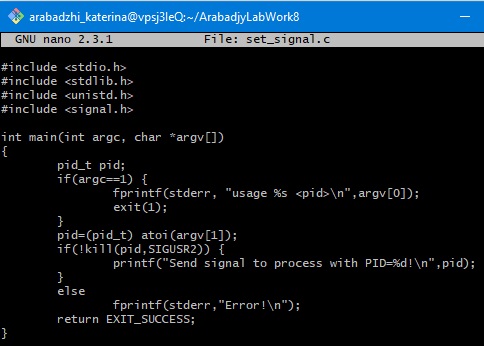 arabadzhi_katerina@vpsj3leQ:~/ArabadjyLabWork8
GNU nano 2.3.1 File: set_signal.c
#include <stdio.h>
#include <stdlib.h>
#include <unistd.h>
#include <signal.h>
int main(int argc, char *argv[])
{
        pid_t pid;
        if(argc==1) {
                fprintf(stderr, "usage %s <pid>\n",argv[0]);
                exit(1);
        }
        pid=(pid_t) atoi(argv[1]);
        if(!kill(pid,SIGUSR2)) {
                printf("Send signal to process with PID=%d!\n",pid);
        }
        else
                fprintf(stderr,"Error!\n");
        return EXIT_SUCCESS;
}